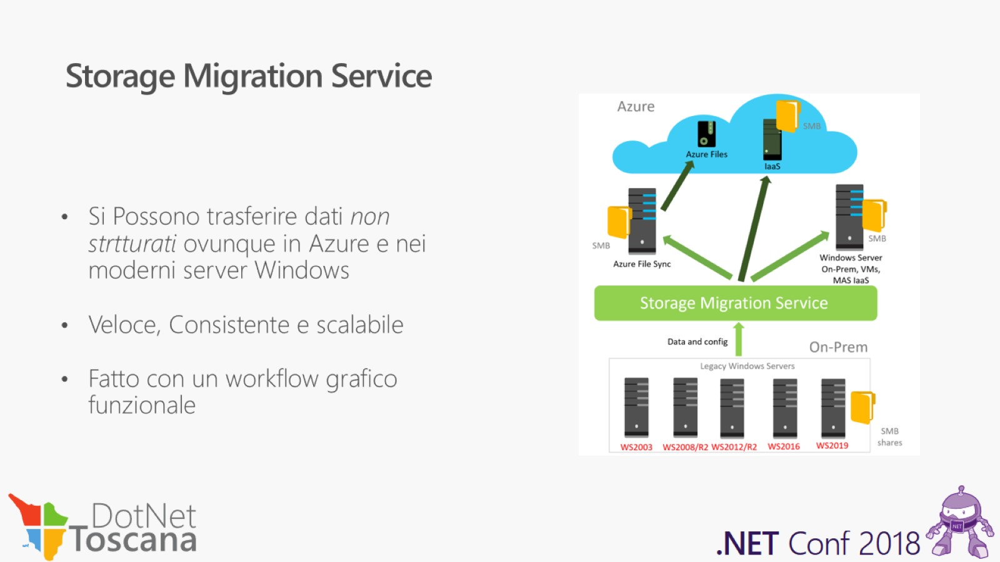 Storage Migration Service
• Si Possono trasferire dati non
strtturati ovunque in Azure e nei
moderni server Windows
• Veloce, Consistente e scalabile
• Fatto con un workflow grafico
funzionale
Azure
SMB
Azure Files
IaaS
SMB
Azure File Sync
SMB
Windows Server
On-Prem, VMs,
MAS IaaS
Storage Migration Service
Data and config
On-Prem
Legacy Windows Servers
WS2003 WS2008/R2 WS2012/R2 WS2016 WS2019
SMB
shares
DotNet
Toscana
.NET Conf 2018
NET